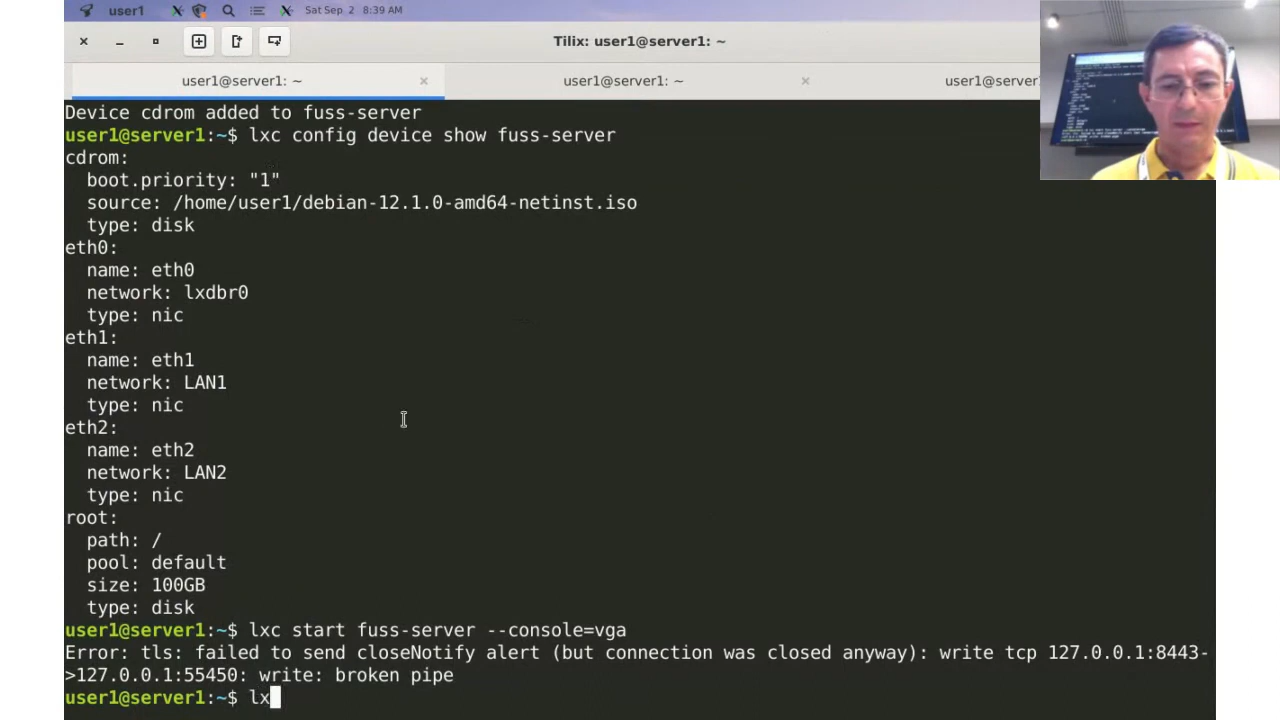 user1
Sat Sep 2 8:39 AM
Tilix: user1@server1: ~
user1@server1: ~
user1@server1: ~
user1@server1
Device cdrom added to fuss-server
user1@server1:~$ lxc config device show fuss-server
cdrom:
  boot.priority: "1"
  source: /home/user1/debian-12.1.0-amd64-netinst.iso
  type: disk
eth0:
  name: eth0
  network: lxdbr0
  type: nic
eth1:
  name: eth1
  network: LAN1
  type: nic
eth2:
  name: eth2
  network: LAN2
  type: nic
root:
  path: /
  pool: default
  size: 100GB
  type: disk
user1@server1:~$ lxc start fuss-server --console=vga
Error: tls: failed to send closeNotify alert (but connection was closed anyway): write tcp 127.0.0.1:8443-
>127.0.0.1:55450: write: broken pipe
user1@server1:~$ lx